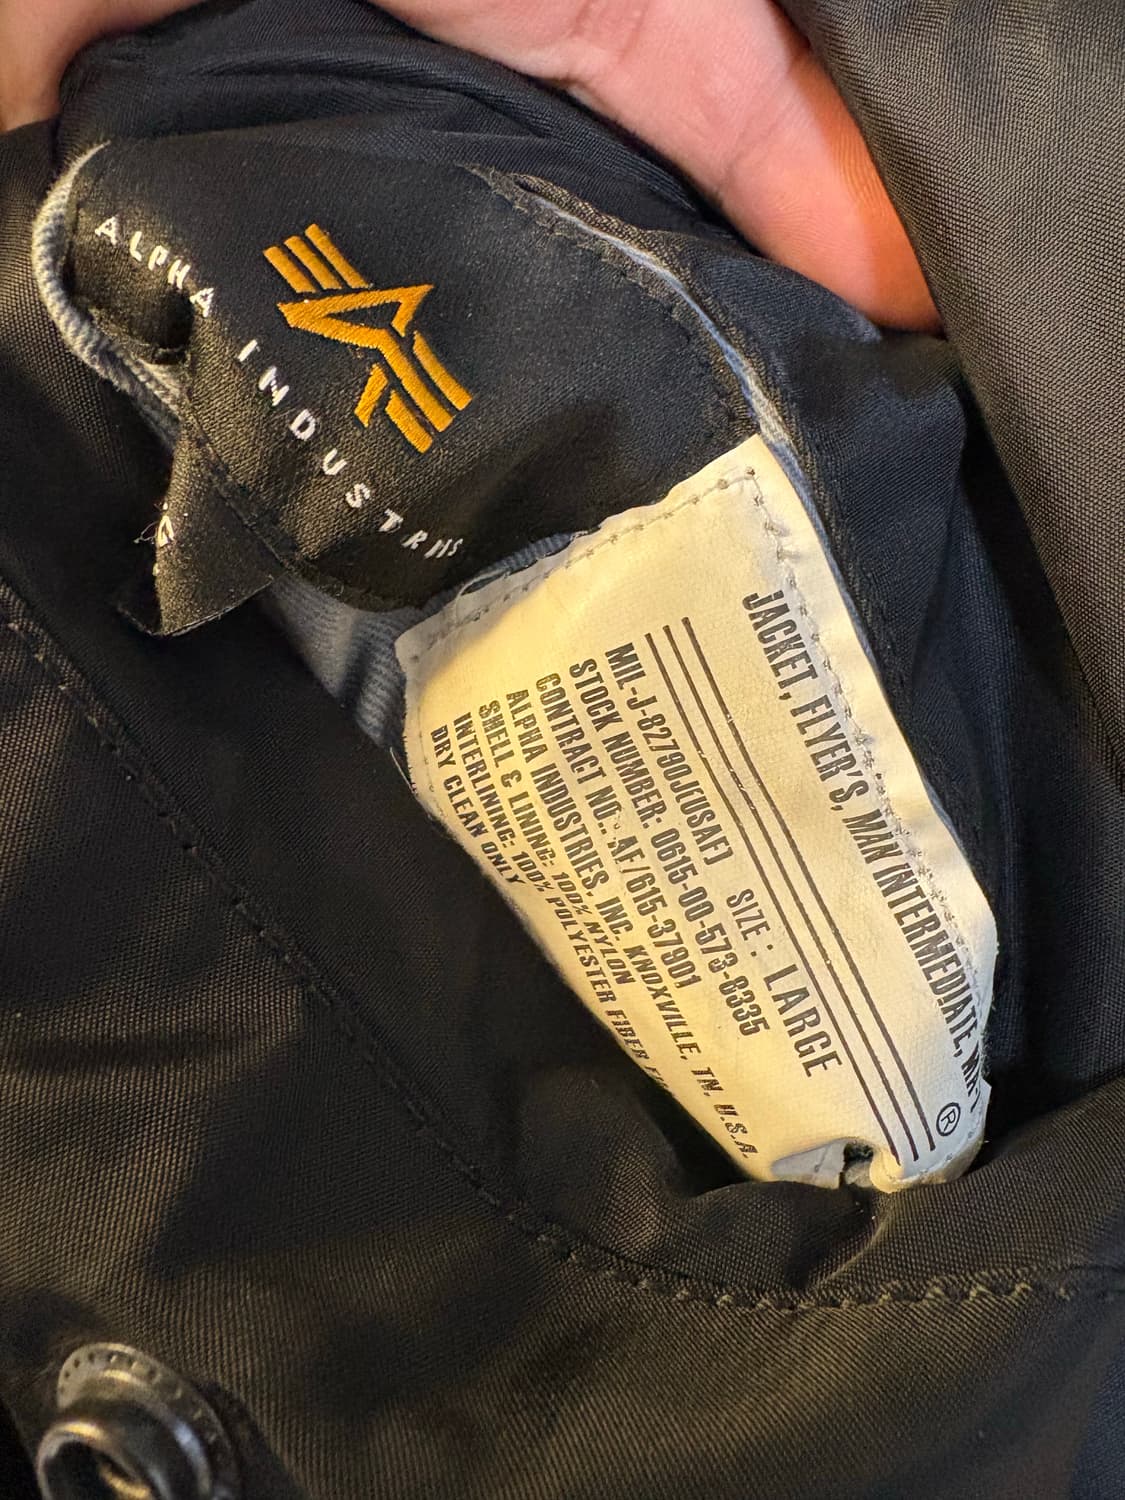 ALPHA INDUSTRIES
JACKET, FLYER'S, MAN INTERMEDIATE, MA-1
®
SIZE: LARGE
MIL-J-8279OJ(USAF)
STOCK NUMBER: 0615-00-573-8335
CONTRACT NO.: AF/615-37901
ALPHA INDUSTRIES, INC. KNOXVILLE, TN, U.S.A.
SHELL & LINING: 100% NYLON
INTERLINING: 100% POLYESTER FIBER
DRY CLEAN ONLY